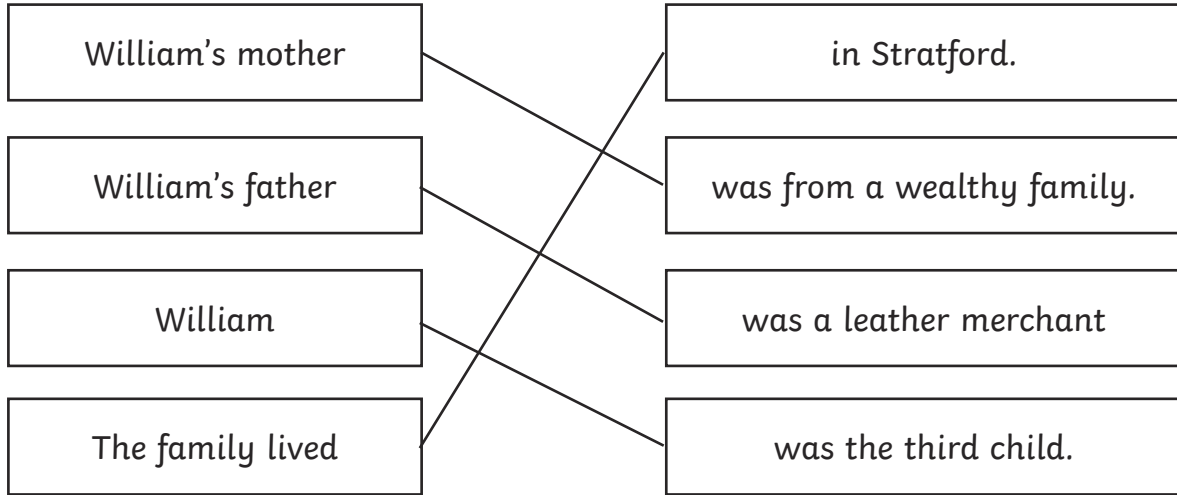 William’s mother
in Stratford.
William’s father
was from a wealthy family.
William
was a leather merchant
The family lived
was the third child.